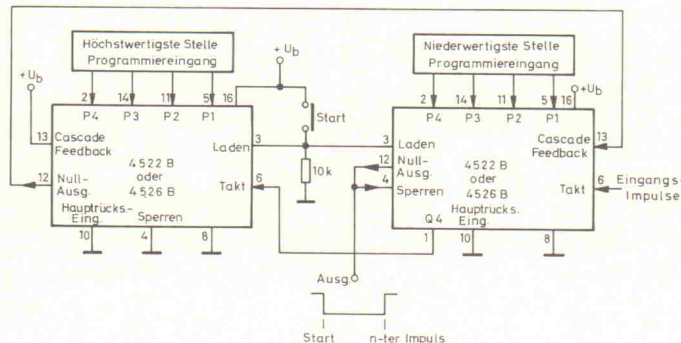 Höchstwertigste Stelle
Programmiereingang
Niederwertigste Stelle
Programmiereingang
+Ub
+Ub
+Ub
2 14 11 5 16
P4 P3 P2 P1
Start
2 14 11 5 16
P4 P3 P2 P1
13
Cascade
Feedback
Laden
3
3
Laden
Cascade
Feedback
13
12
Null-
Ausg.
4522 B
oder
4526 B
10k
12
Null-
Ausg.
4
Sperren
4522 B
oder
4526 B
Takt
6
Takt
6
Eingangs-
Impulse
Hauptrücks-
Eing.
Sperren
Q4
Hauptrücks.
Eing.
10
4
8
1
10
8
Ausg.
Start
n-ter Impuls